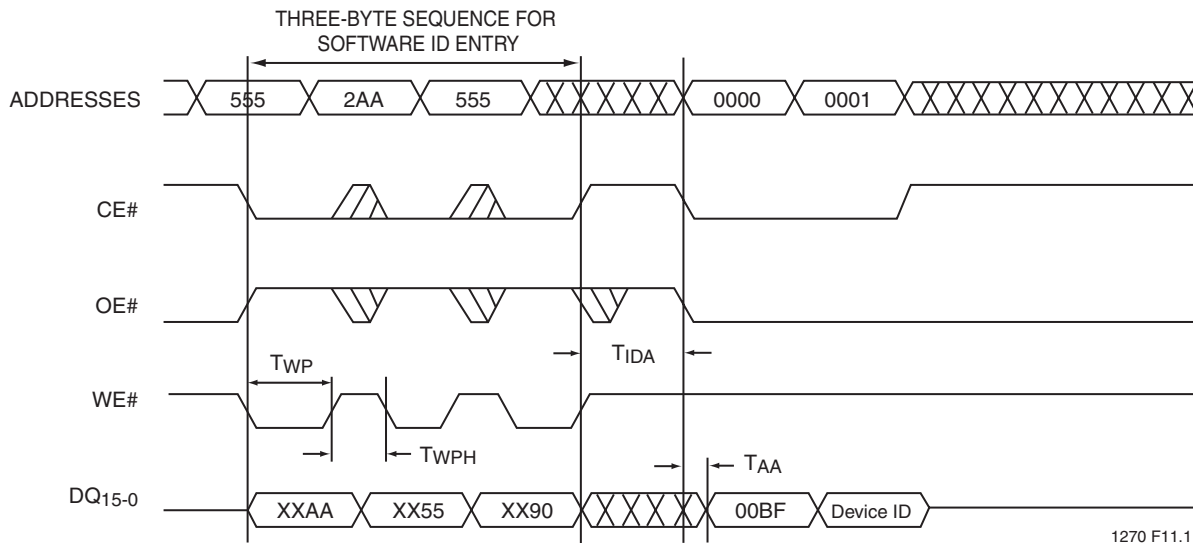 THREE-BYTE SEQUENCE FOR
SOFTWARE ID ENTRY
ADDRESSES 555 2AA 555 0000 0001
CE#
OE#
TWP TIDA
WE#
TWPH TAA
DQ15-0 XXAA XX55 XX90 00BF Device ID
1270 F11.1